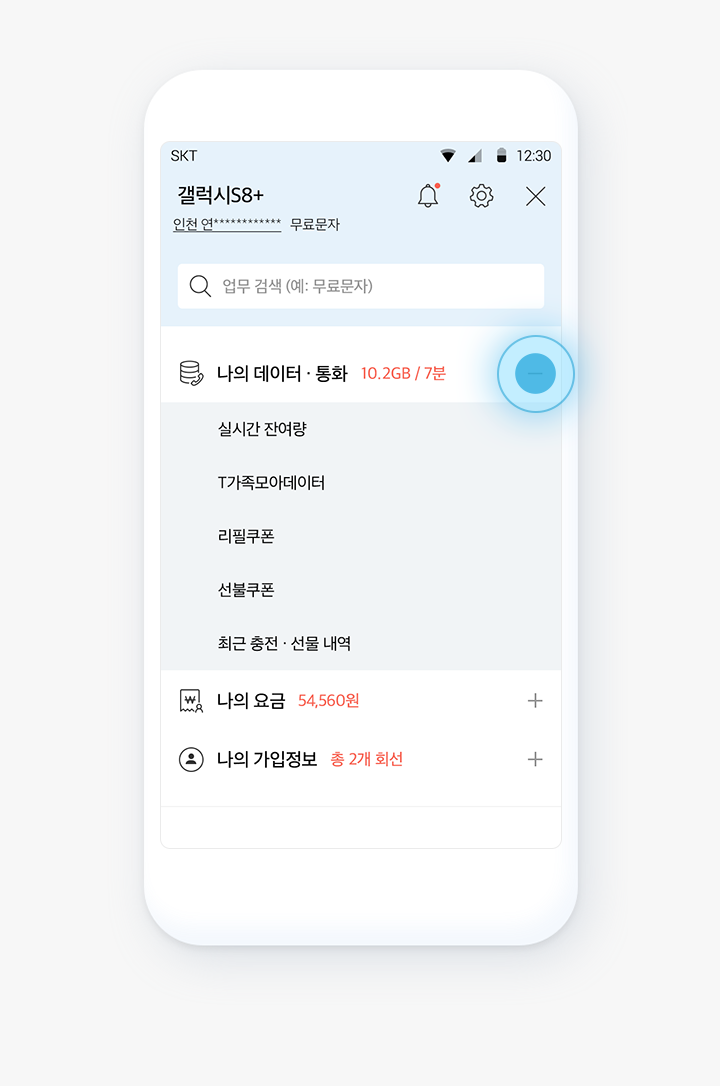 SKT 12:30
갤럭시S8+
인천 연************ 무료문자
업무 검색 (예: 무료문자)
나의 데이터 · 통화 10.2GB / 7분
실시간 잔여량
T가족모아데이터
리필쿠폰
선불쿠폰
최근 충전 · 선물 내역
나의 요금 54,560원
나의 가입정보 총 2개 회선